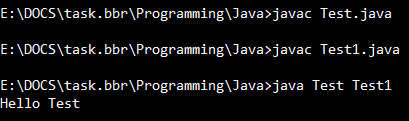 E:\DOCS\task.bbr\Programming\Java>javac Test.java
E:\DOCS\task.bbr\Programming\Java>javac Test1.java
E:\DOCS\task.bbr\Programming\Java>java Test Test1
Hello Test